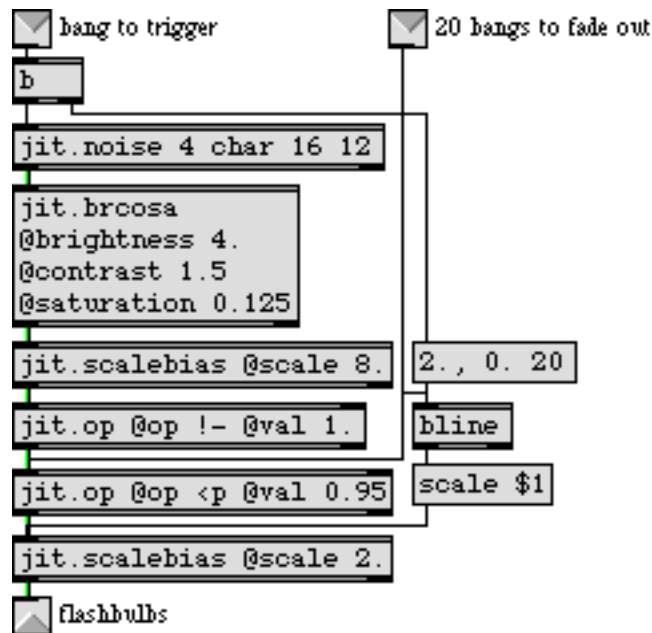 bang to trigger
20 bangs to fade out
b
jit.noise 4 char 16 12
jit.brcosa
@brightness 4.
@contrast 1.5
@saturation 0.125
jit.scalebias @scale 8.
2., 0. 20
jit.op @op !- @val 1.
bline
jit.op @op <p @val 0.95
scale $1
jit.scalebias @scale 2.
flashbulbs